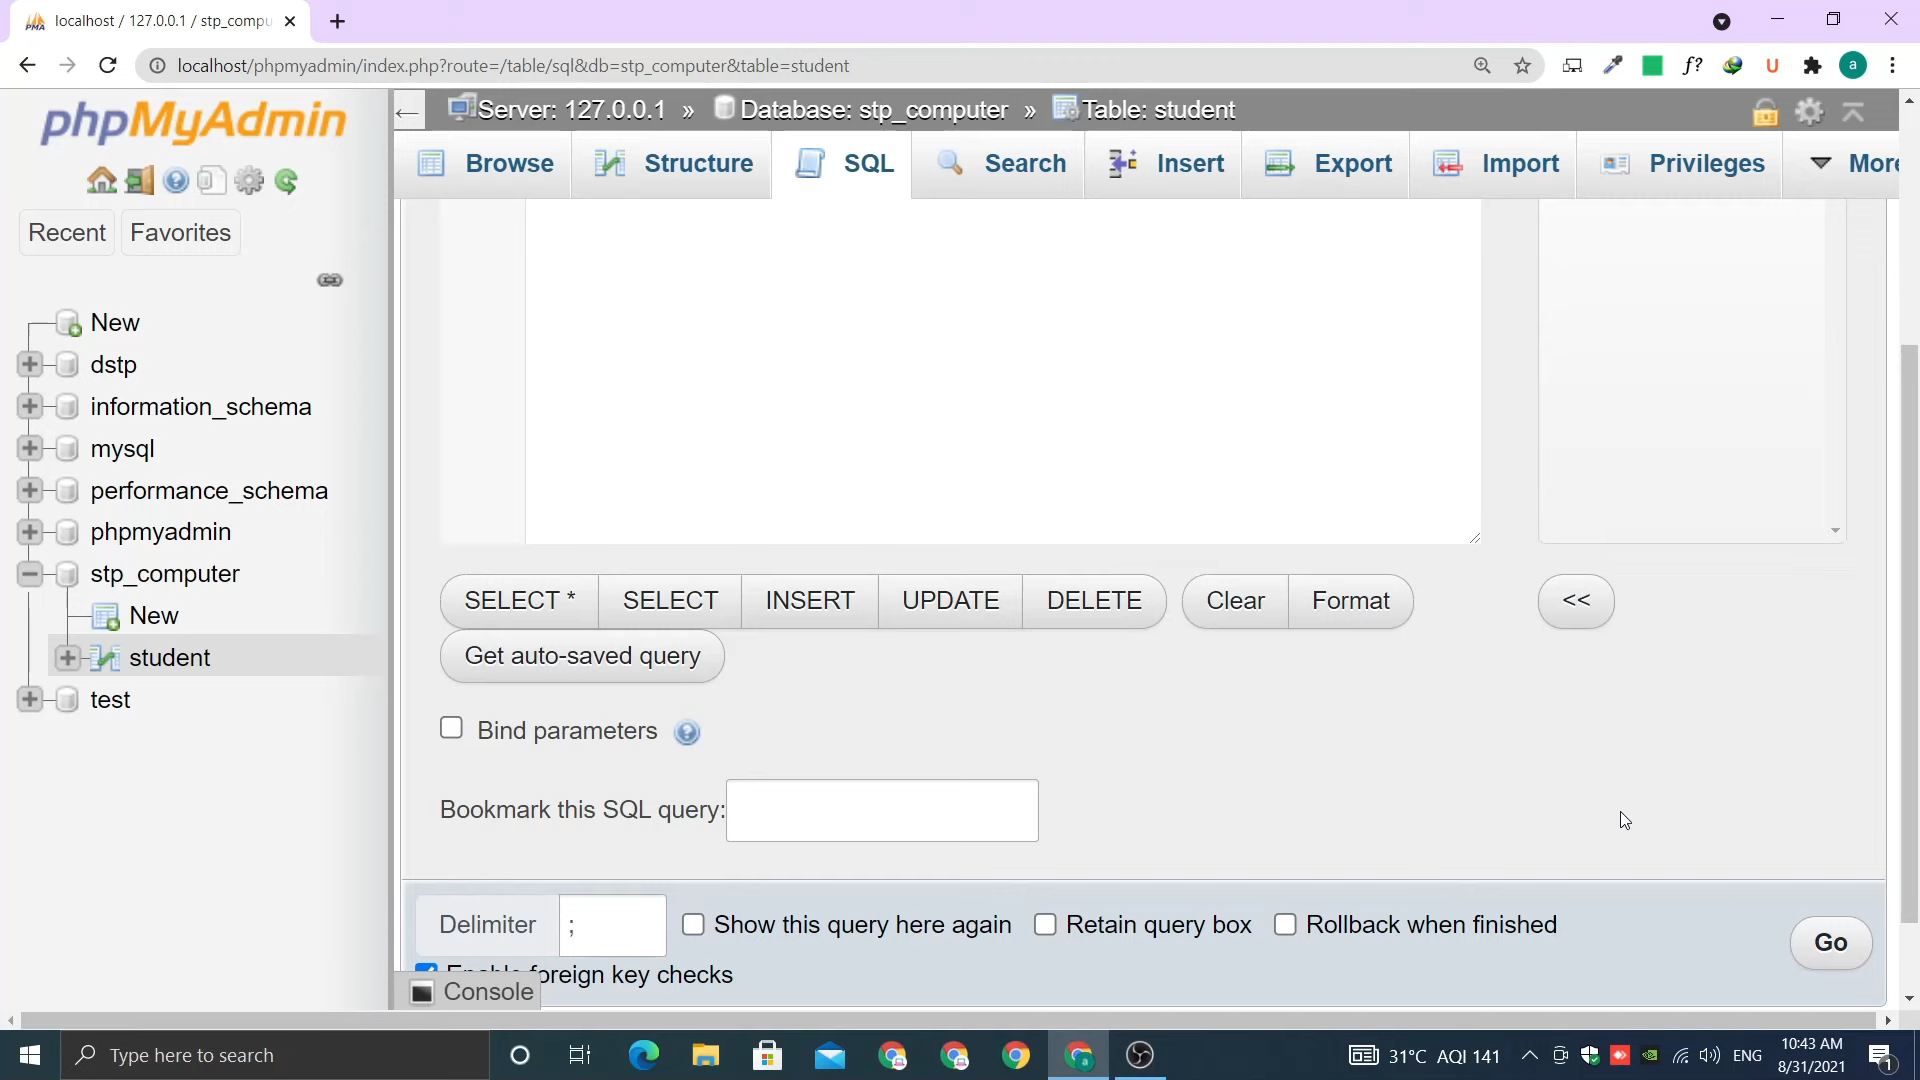 localhost / 127.0.0.1 / stp_compu
localhost/phpmyadmin/index.php?route=/table/sql&db=stp_computer&table=student
f?
U
a
phpMyAdmin
Server: 127.0.0.1 » Database: stp_computer » Table: student
Browse
Structure
SQL
Search
Insert
Export
Import
Privileges
More
Recent
Favorites
New
dstp
information_schema
mysql
performance_schema
phpmyadmin
stp_computer
New
student
test
SELECT *
SELECT
INSERT
UPDATE
DELETE
Clear
Format
<<
Get auto-saved query
Bind parameters
Bookmark this SQL query:
Delimiter
;
Show this query here again
Retain query box
Rollback when finished
Go
Enable foreign key checks
Console
Type here to search
31°C AQI 141
ENG
10:43 AM
8/31/2021
1